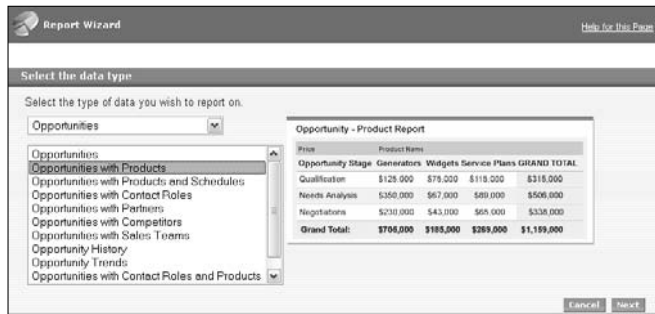 Report Wizard
Help for this Page
Select the data type
Select the type of data you wish to report on.
Opportunities
Opportunities
Opportunities with Products
Opportunities with Products and Schedules
Opportunities with Contact Roles
Opportunities with Partners
Opportunities with Competitors
Opportunities with Sales Teams
Opportunity History
Opportunity Trends
Opportunities with Contact Roles and Products
Opportunity - Product Report
Price Product Name
Opportunity Stage Generators Widgets Service Plans GRAND TOTAL
Qualification $125,000 $75,000 $115,000 $315,000
Needs Analysis $350,000 $67,000 $89,000 $506,000
Negotiations $230,000 $43,000 $65,000 $338,000
Grand Total: $705,000 $185,000 $269,000 $1,159,000
Cancel Next